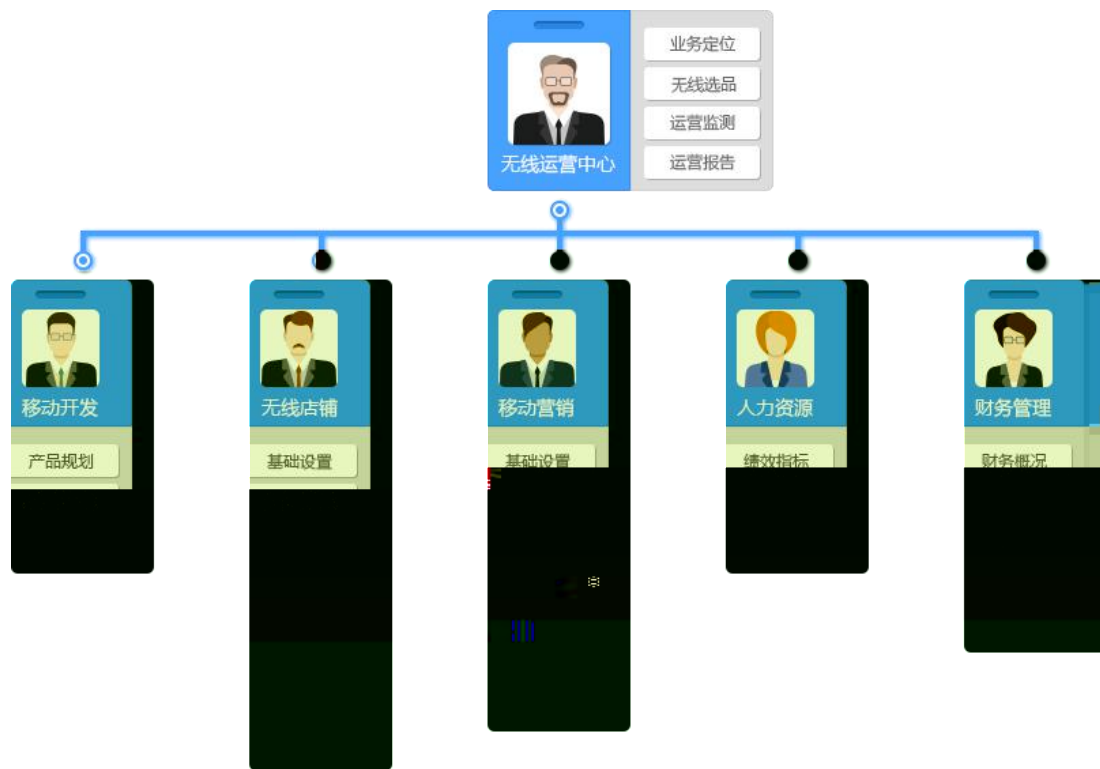 业务定位
无线选品
运营监测
运营报告
无线运营中心
移动开发
无线店铺
移动营销
人力资源
财务管理
产品规划
基础设置
基础设置
绩效指标
财务概况